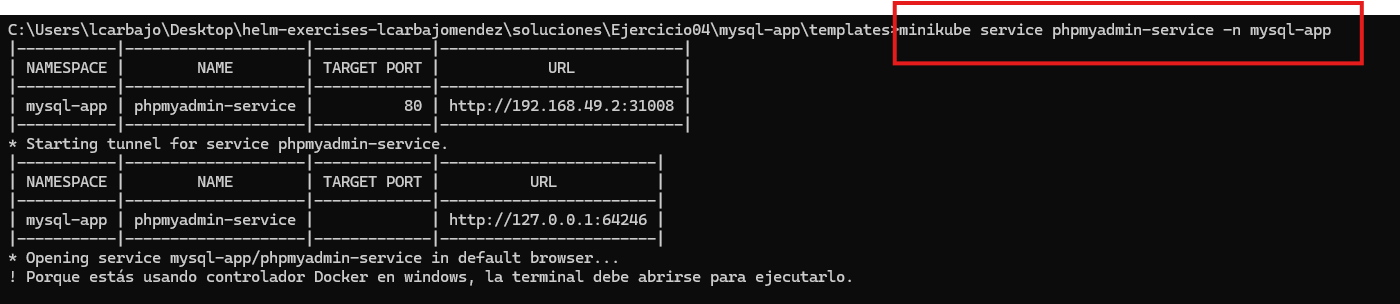 C:\Users\lcarbajo\Desktop\helm-exercises-lcarbajomendez\soluciones\Ejercicio04\mysql-app\templates>minikube service phpmyadmin-service -n mysql-app
|-----------|--------------------|-------------|---------------------------|
| NAMESPACE |        NAME        | TARGET PORT |            URL            |
|-----------|--------------------|-------------|---------------------------|
| mysql-app | phpmyadmin-service |          80 | http://192.168.49.2:31008 |
|-----------|--------------------|-------------|---------------------------|
* Starting tunnel for service phpmyadmin-service.
|-----------|--------------------|-------------|------------------------|
| NAMESPACE |        NAME        | TARGET PORT |          URL           |
|-----------|--------------------|-------------|------------------------|
| mysql-app | phpmyadmin-service |             | http://127.0.0.1:64246 |
|-----------|--------------------|-------------|------------------------|
* Opening service mysql-app/phpmyadmin-service in default browser...
! Porque estás usando controlador Docker en windows, la terminal debe abrirse para ejecutarlo.